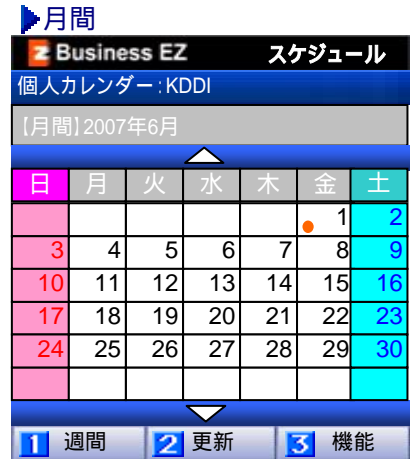 月間
Business EZ スケジュール
個人カレンダー:KDDI
【月間】2007年6月
日 月 火 水 木 金 土
1 2
3 4 5 6 7 8 9
10 11 12 13 14 15 16
17 18 19 20 21 22 23
24 25 26 27 28 29 30
1 週間 2 更新 3 機能